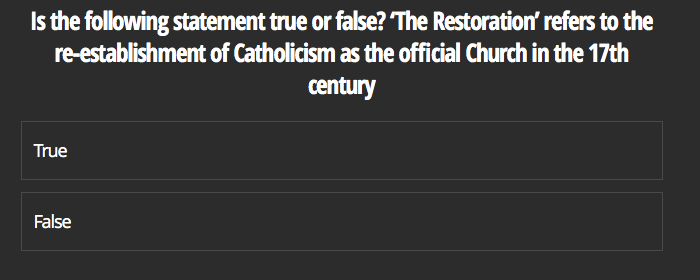 Is the following statement true or false? ‘The Restoration’ refers to the
re-establishment of Catholicism as the official Church in the 17th
century
True
False